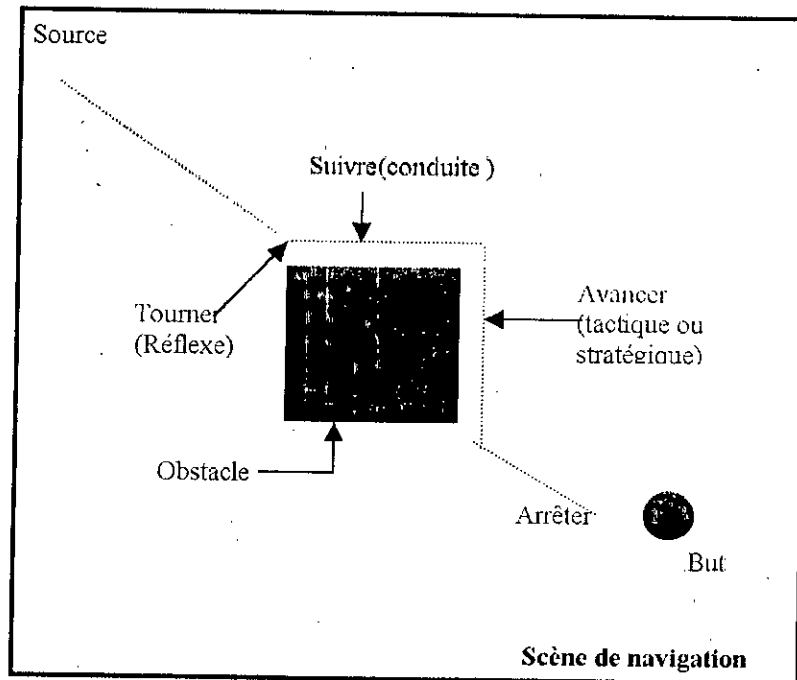 Source
Suivre(conduite )
Tourner
(Réflexe)
Avancer
(tactique ou
stratégique)
Obstacle
Arrêter
But
Scène de navigation